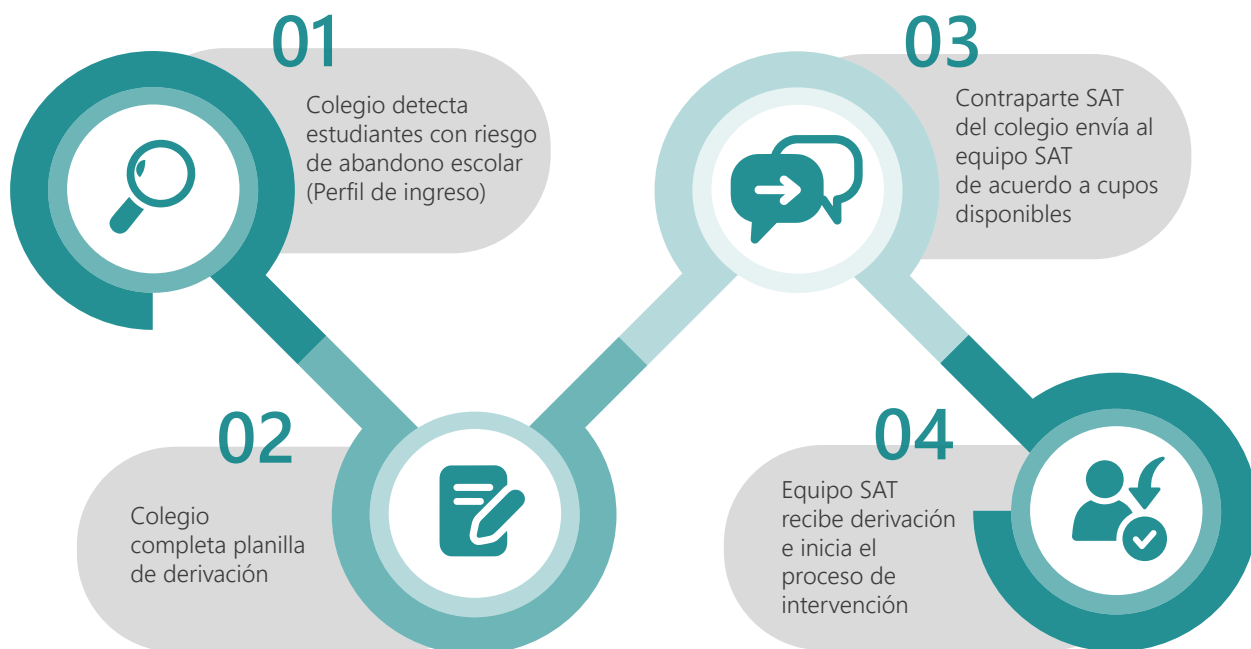 01
Colegio detecta
estudiantes con riesgo
de abandono escolar
(Perfil de ingreso)
02
Colegio
completa planilla
de derivación
03
Contraparte SAT
del colegio envía al
equipo SAT
de acuerdo a cupos
disponibles
04
Equipo SAT
recibe derivación
e inicia el
proceso de
intervención